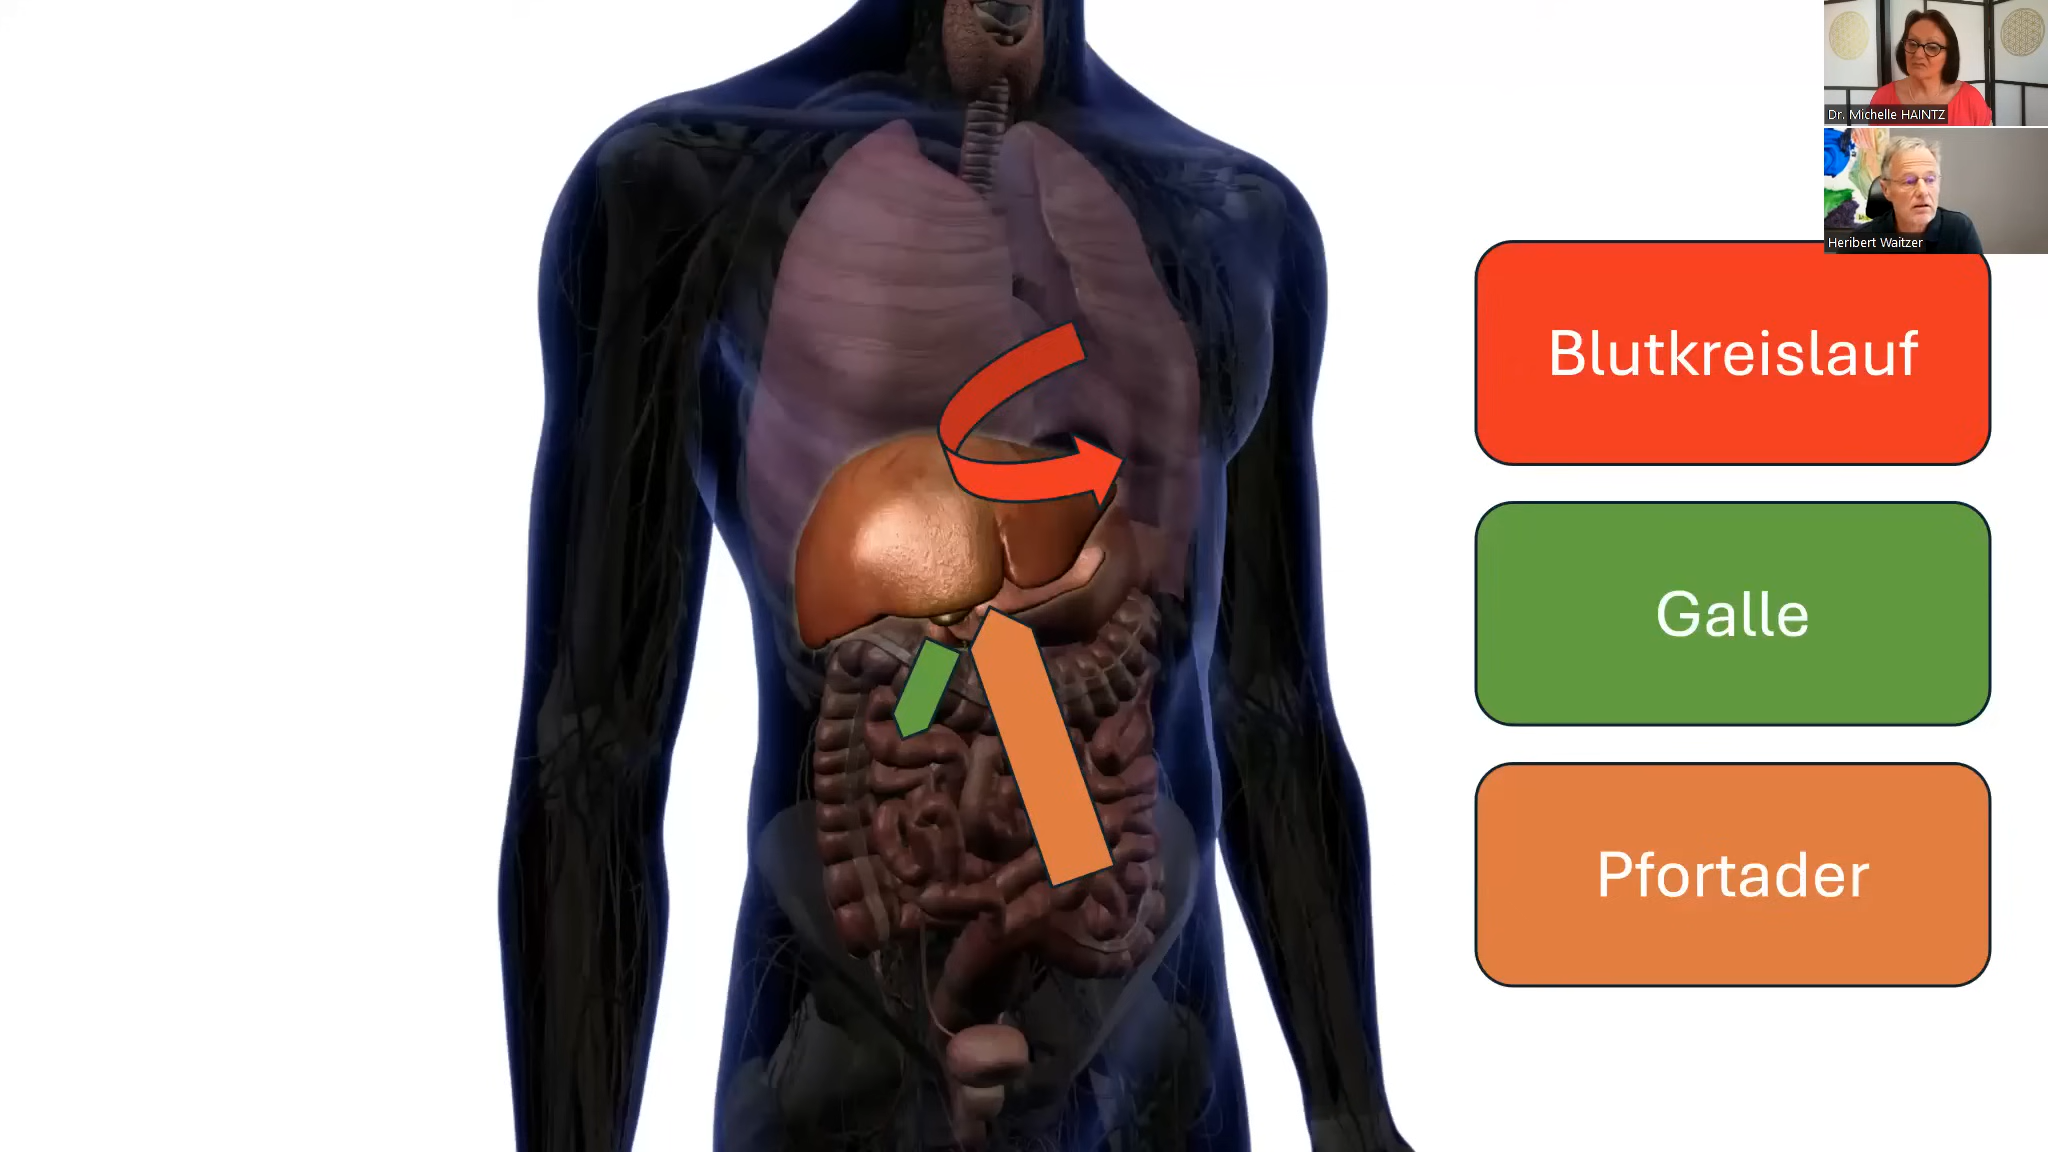 Dr. Michelle HAINTZ
Heribert Waitzer
Blutkreislauf
Galle
Pfortader